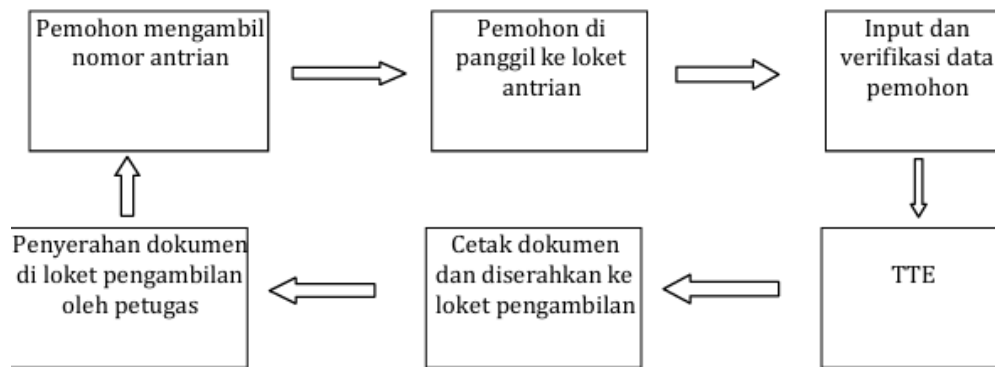 Pemohon mengambil
nomor antrian
Pemohon di
panggil ke loket
antrian
Input dan
verifikasi data
pemohon
TTE
Cetak dokumen
dan diserahkan ke
loket pengambilan
Penyerahan dokumen
di loket pengambilan
oleh petugas